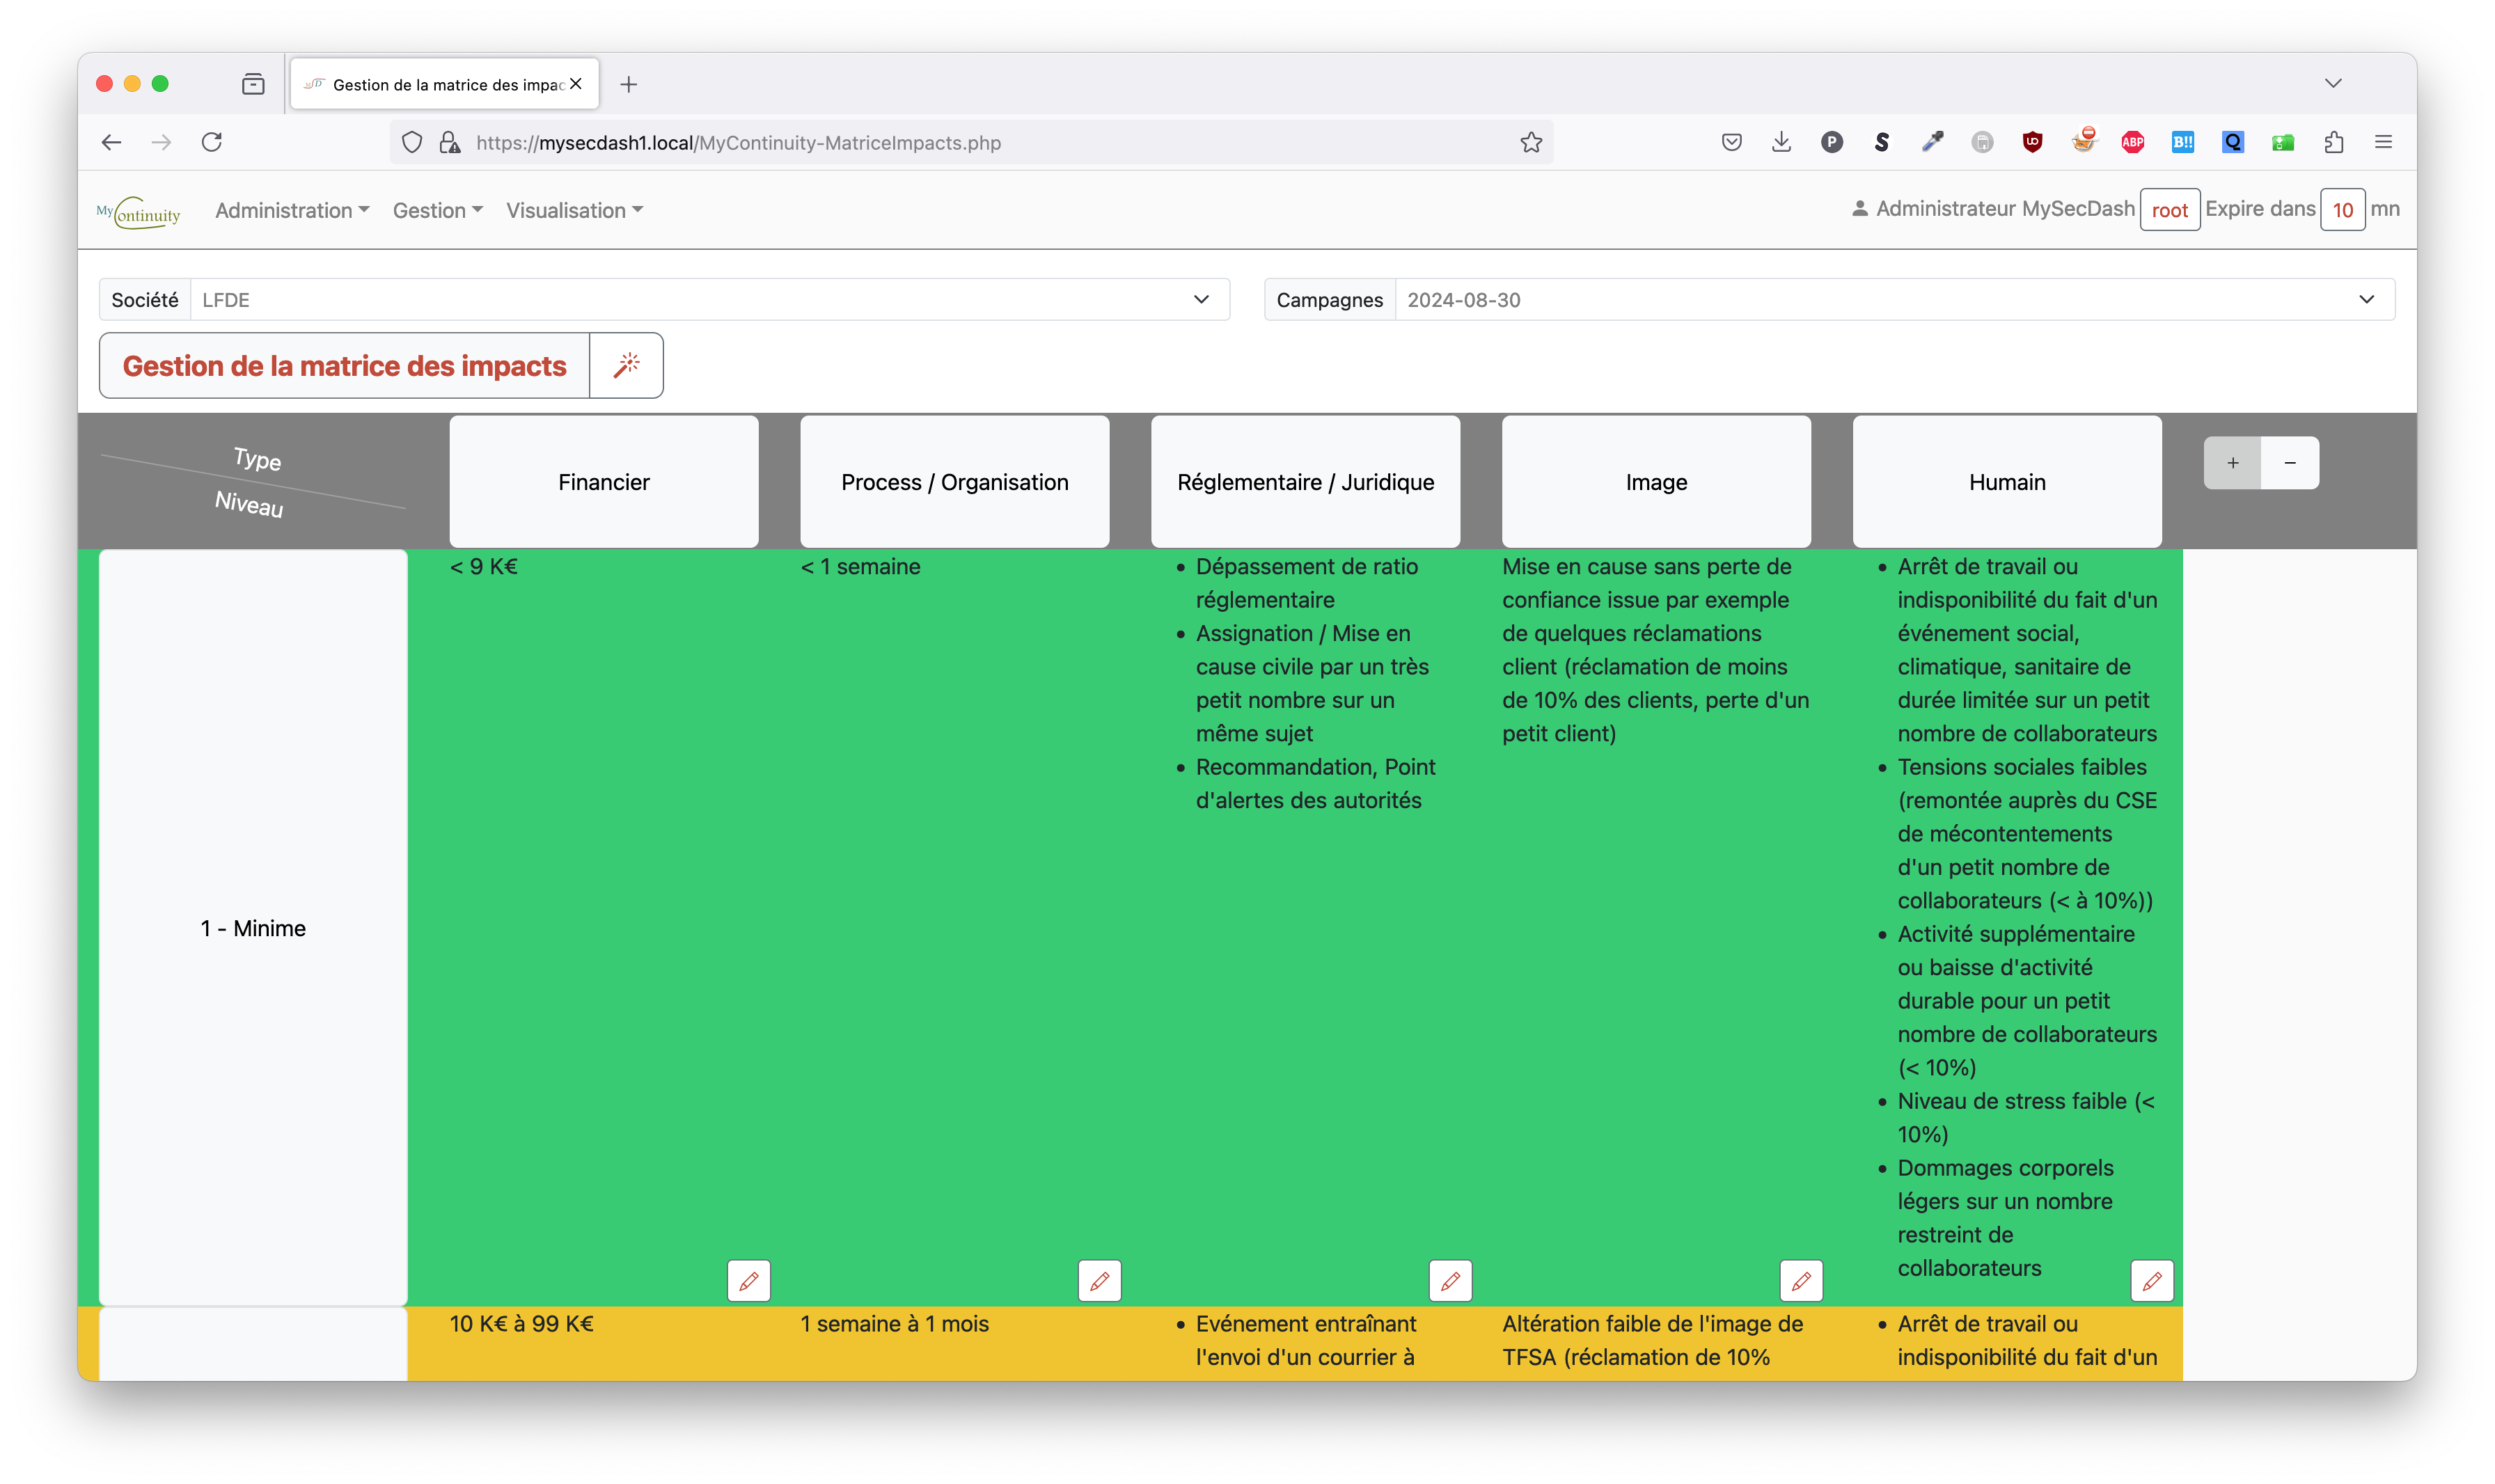 Gestion de la matrice des impac
https://mysecdash1.local/MyContinuity-MatriceImpacts.php
P
S
UD
ABP
B!!
Q
My Continuity
Administration
Gestion
Visualisation
Administrateur MySecDash root Expire dans 10 mn
Société
LFDE
Campagnes
2024-08-30
Gestion de la matrice des impacts
Type
Niveau
Financier
Process / Organisation
Réglementaire / Juridique
Image
Humain
+
−
1 - Minime
< 9 K€
< 1 semaine
• Dépassement de ratio
réglementaire
• Assignation / Mise en
cause civile par un très
petit nombre sur un
même sujet
• Recommandation, Point
d'alertes des autorités
Mise en cause sans perte de
confiance issue par exemple
de quelques réclamations
client (réclamation de moins
de 10% des clients, perte d'un
petit client)
• Arrêt de travail ou
indisponibilité du fait d'un
événement social,
climatique, sanitaire de
durée limitée sur un petit
nombre de collaborateurs
• Tensions sociales faibles
(remontée auprès du CSE
de mécontentements
d'un petit nombre de
collaborateurs (< à 10%))
• Activité supplémentaire
ou baisse d'activité
durable pour un petit
nombre de collaborateurs
(< 10%)
• Niveau de stress faible (<
10%)
• Dommages corporels
légers sur un nombre
restreint de
collaborateurs
10 K€ à 99 K€
1 semaine à 1 mois
• Evénement entraînant
l'envoi d'un courrier à
Altération faible de l'image de
TFSA (réclamation de 10%
• Arrêt de travail ou
indisponibilité du fait d'un